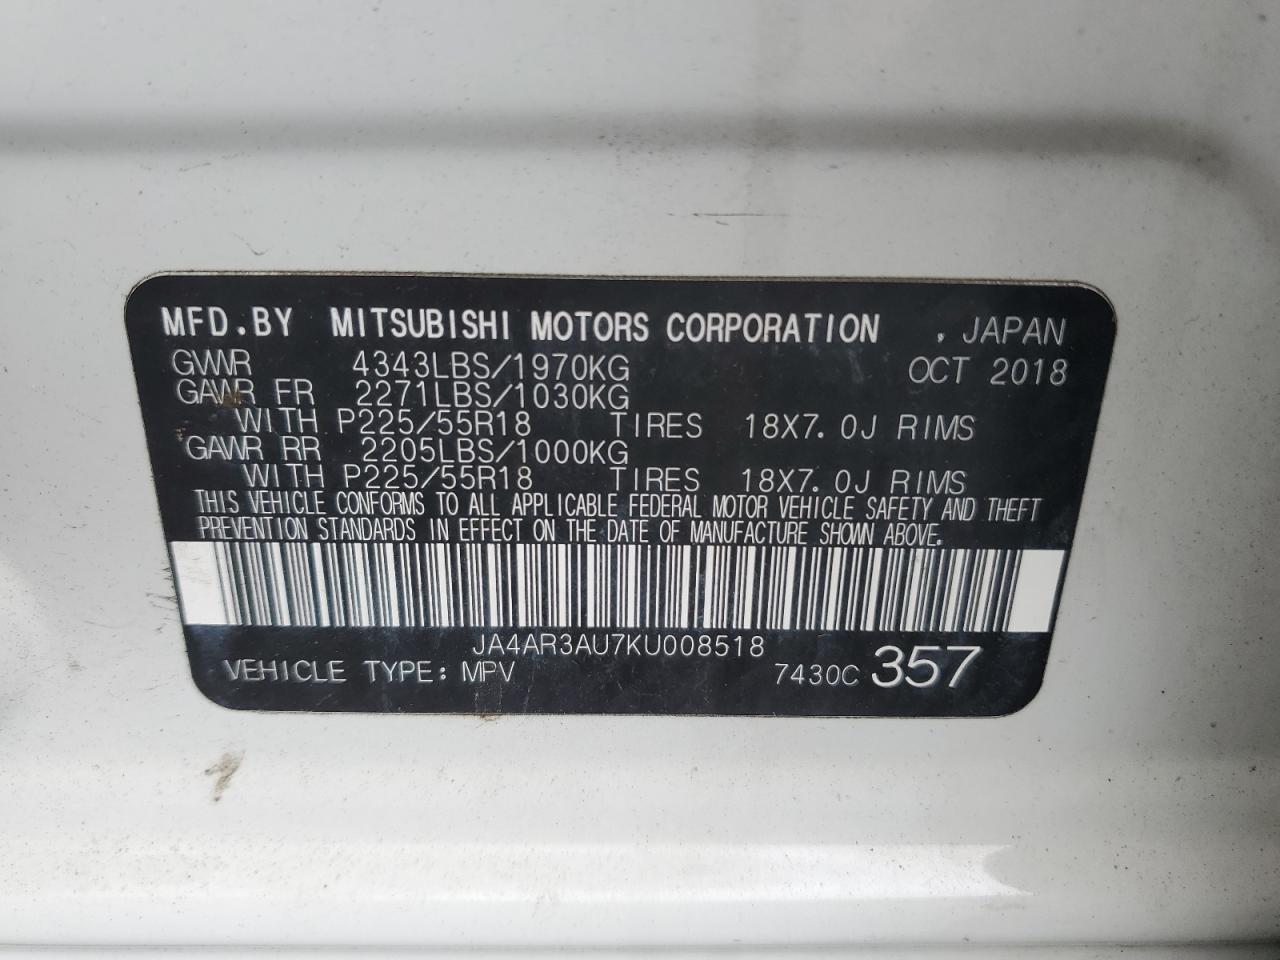 MFD.BY MITSUBISHI MOTORS CORPORATION , JAPAN
GVWR 4343LBS/1970KG OCT 2018
GAWR FR 2271LBS/1030KG
WITH P225/55R18 TIRES 18X7.0J RIMS
GAWR RR 2205LBS/1000KG
WITH P225/55R18 TIRES 18X7.0J RIMS
THIS VEHICLE CONFORMS TO ALL APPLICABLE FEDERAL MOTOR VEHICLE SAFETY AND THEFT
PREVENTION STANDARDS IN EFFECT ON THE DATE OF MANUFACTURE SHOWN ABOVE.
JA4AR3AU7KU008518
VEHICLE TYPE: MPV 7430C 357